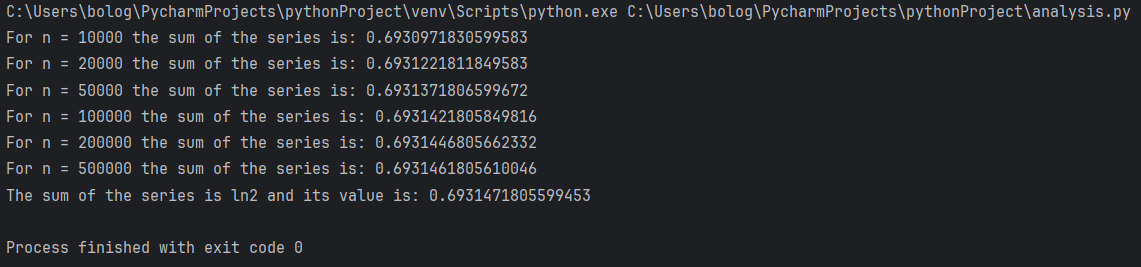 C:\Users\bolog\PycharmProjects\pythonProject\venv\Scripts\python.exe C:\Users\bolog\PycharmProjects\pythonProject\analysis.py
For n = 10000 the sum of the series is: 0.6930971830599583
For n = 20000 the sum of the series is: 0.6931221811849583
For n = 50000 the sum of the series is: 0.6931371806599672
For n = 100000 the sum of the series is: 0.6931421805849816
For n = 200000 the sum of the series is: 0.6931446805662332
For n = 500000 the sum of the series is: 0.6931461805610046
The sum of the series is ln2 and its value is: 0.6931471805599453
Process finished with exit code 0